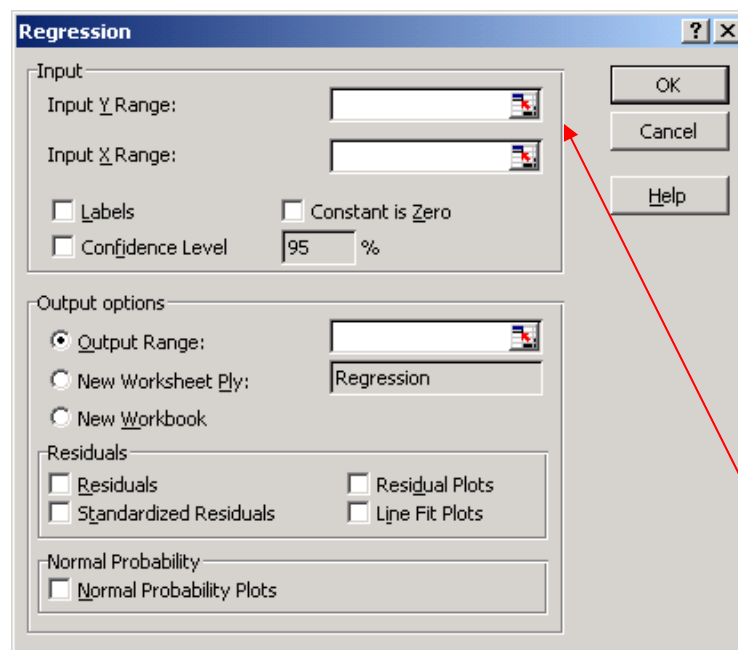 Regression
Input
Input Y Range:
Input X Range:
Labels
Constant is Zero
Confidence Level
95 %
OK
Cancel
Help
Output options
Output Range:
New Worksheet Ply:
Regression
New Workbook
Residuals
Residuals
Residual Plots
Standardized Residuals
Line Fit Plots
Normal Probability
Normal Probability Plots